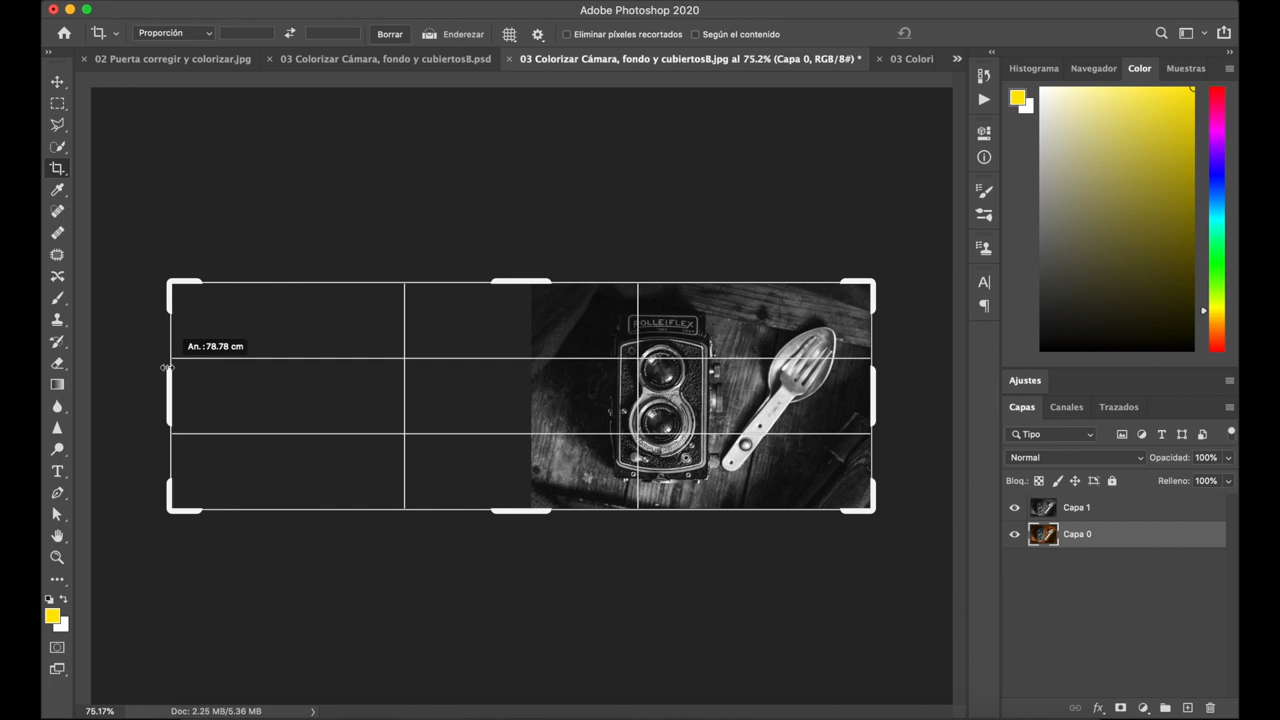 Adobe Photoshop 2020
Proporción
Borrar
Enderezar
Eliminar píxeles recortados
Según el contenido
02 Puerta corregir y colorizar.jpg
03 Colorizar Cámara, fondo y cubiertosB.psd
03 Colorizar Cámara, fondo y cubiertosB.jpg al 75.2% (Capa 0, RGB/8#) *
03 Colori
Histograma
Navegador
Color
Muestras
ROLLEIFLEX
An.: 78.78 cm
Ajustes
Capas
Canales
Trazados
Tipo
Normal
Opacidad: 100%
Bloq.:
Relleno: 100%
Capa 1
Capa 0
fx
75.17%
Doc: 2.25 MB/5.36 MB